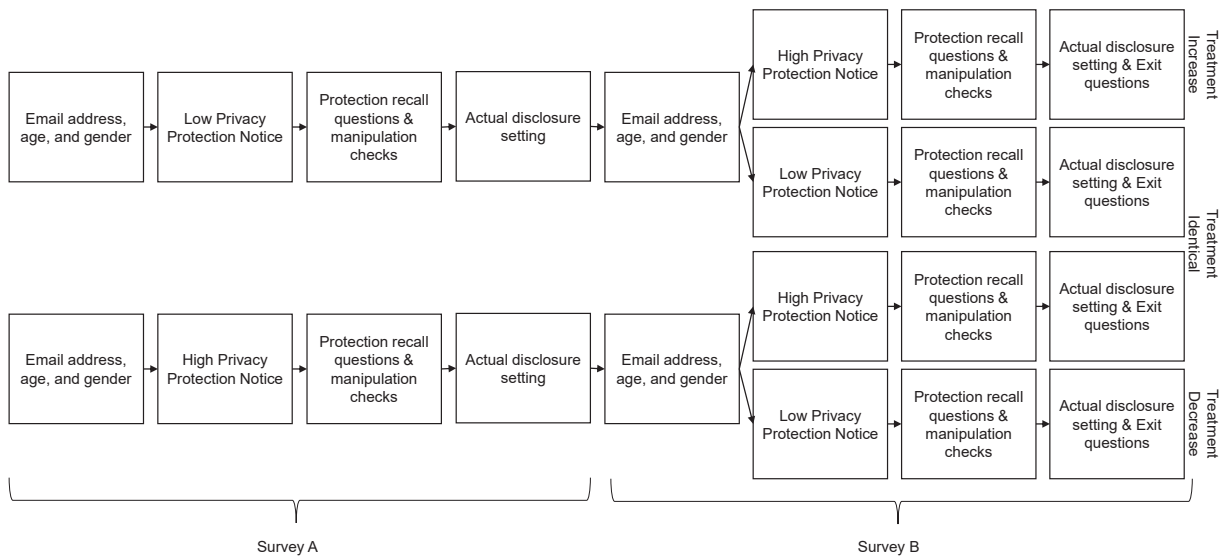 Email address,
age, and gender
Low Privacy
Protection Notice
Protection recall
questions &
manipulation
checks
Actual disclosure
setting
Email address,
age, and gender
High Privacy
Protection Notice
Protection recall
questions &
manipulation
checks
Actual disclosure
setting & Exit
questions
Treatment
Increase
Low Privacy
Protection Notice
Protection recall
questions &
manipulation
checks
Actual disclosure
setting & Exit
questions
Treatment
Identical
Email address,
age, and gender
High Privacy
Protection Notice
Protection recall
questions &
manipulation
checks
Actual disclosure
setting
Email address,
age, and gender
High Privacy
Protection Notice
Protection recall
questions &
manipulation
checks
Actual disclosure
setting & Exit
questions
Low Privacy
Protection Notice
Protection recall
questions &
manipulation
checks
Actual disclosure
setting & Exit
questions
Treatment
Decrease
Survey A
Survey B